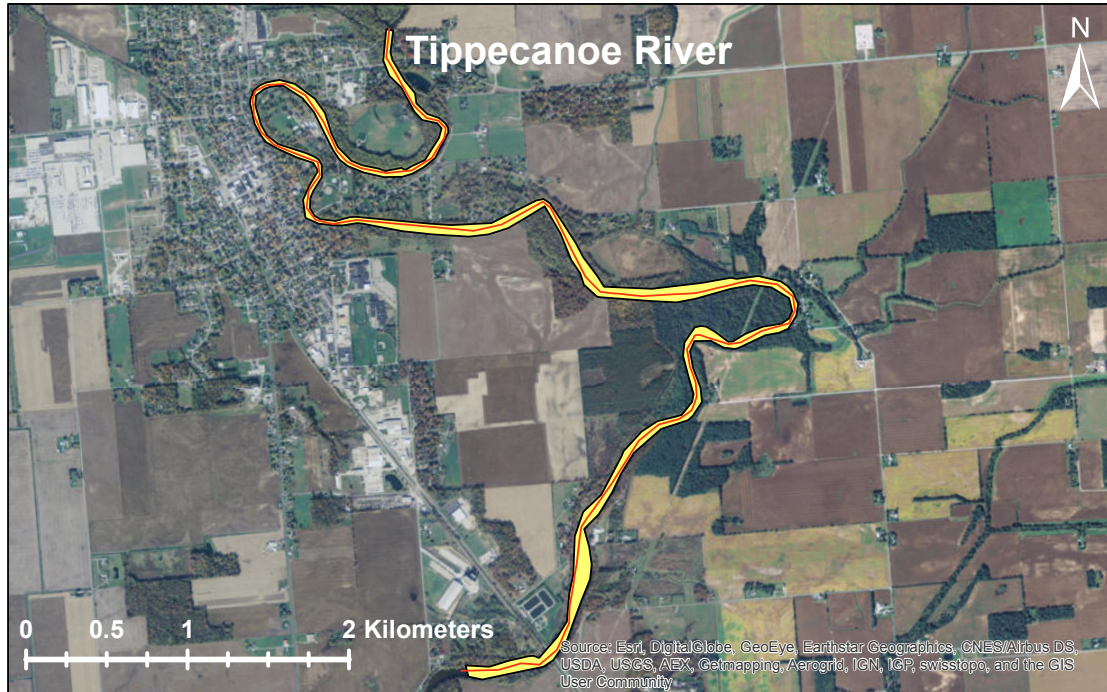 Tippecanoe River
N
0 0.5 1 2 Kilometers
Source: Esri, DigitalGlobe, GeoEye, Earthstar Geographics, CNES/Airbus DS,
USDA, USGS, AEX, Getmapping, Aerogrid, IGN, IGP, swisstopo, and the GIS
User Community